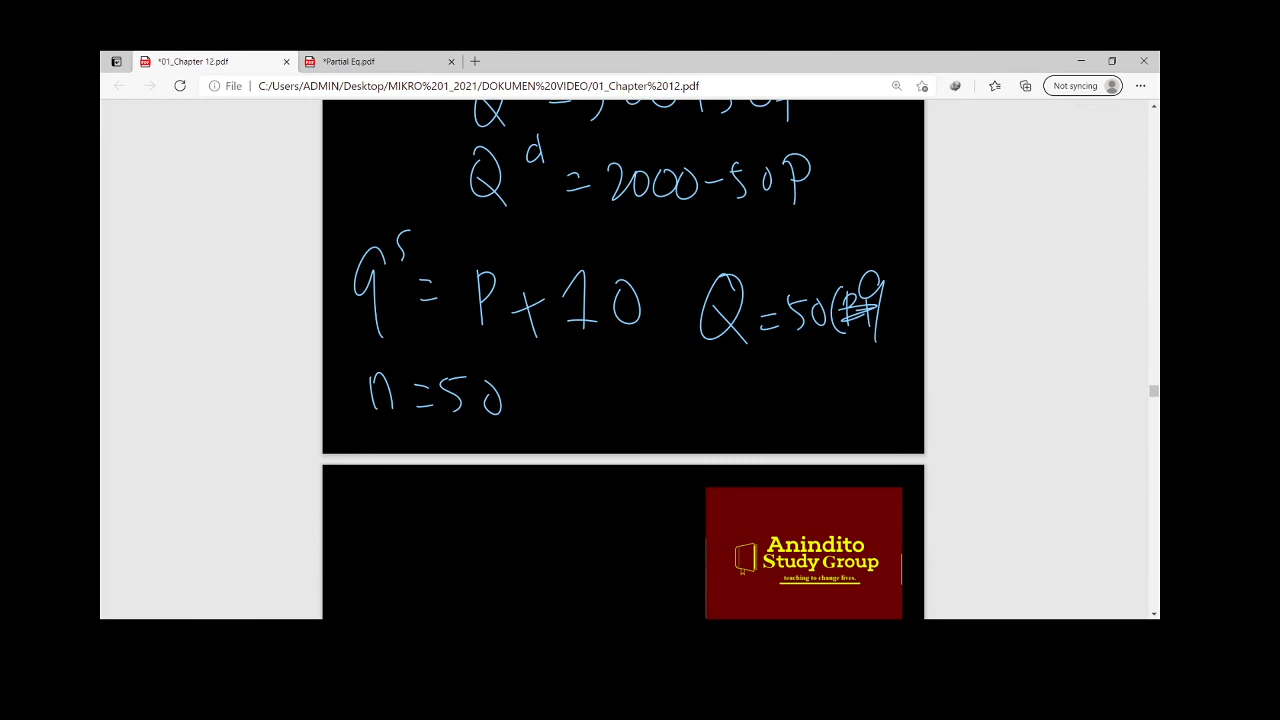 *01_Chapter 12.pdf
*Partial Eq.pdf
File
C:/Users/ADMIN/Desktop/MIKRO%201_2021/DOKUMEN%20VIDEO/01_Chapter%2012.pdf
Not syncing
Q^d = 2000-50P
q^s = P+10
Q=50(
n=50
Anindito
Study Group
teaching to change lives.